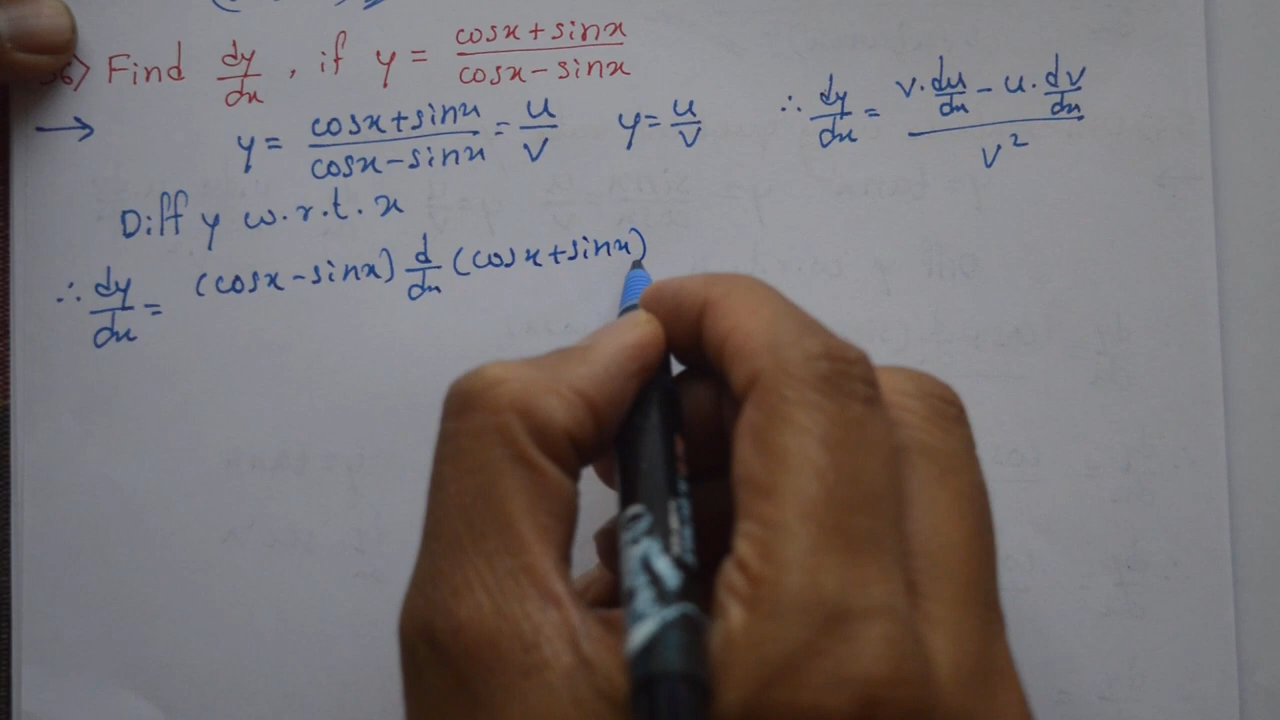 36) Find dy/dx , if y = cosx + sinx / cosx - sinx
→ y = cosx + sinx / cosx - sinx = u/v y = u/v ∴ dy/dx = v. du/dx - u. dv/dx / v²
Diff y w.r.t. x
∴ dy/dx = (cosx - sinx) d/dx (cosx + sinx)